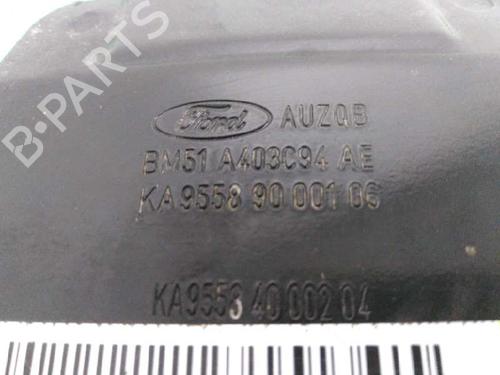 B-PARTS
Ford AUZQB
BM51 A403C94 AE
KA9558 90 001 06
KA9558 40 002 04